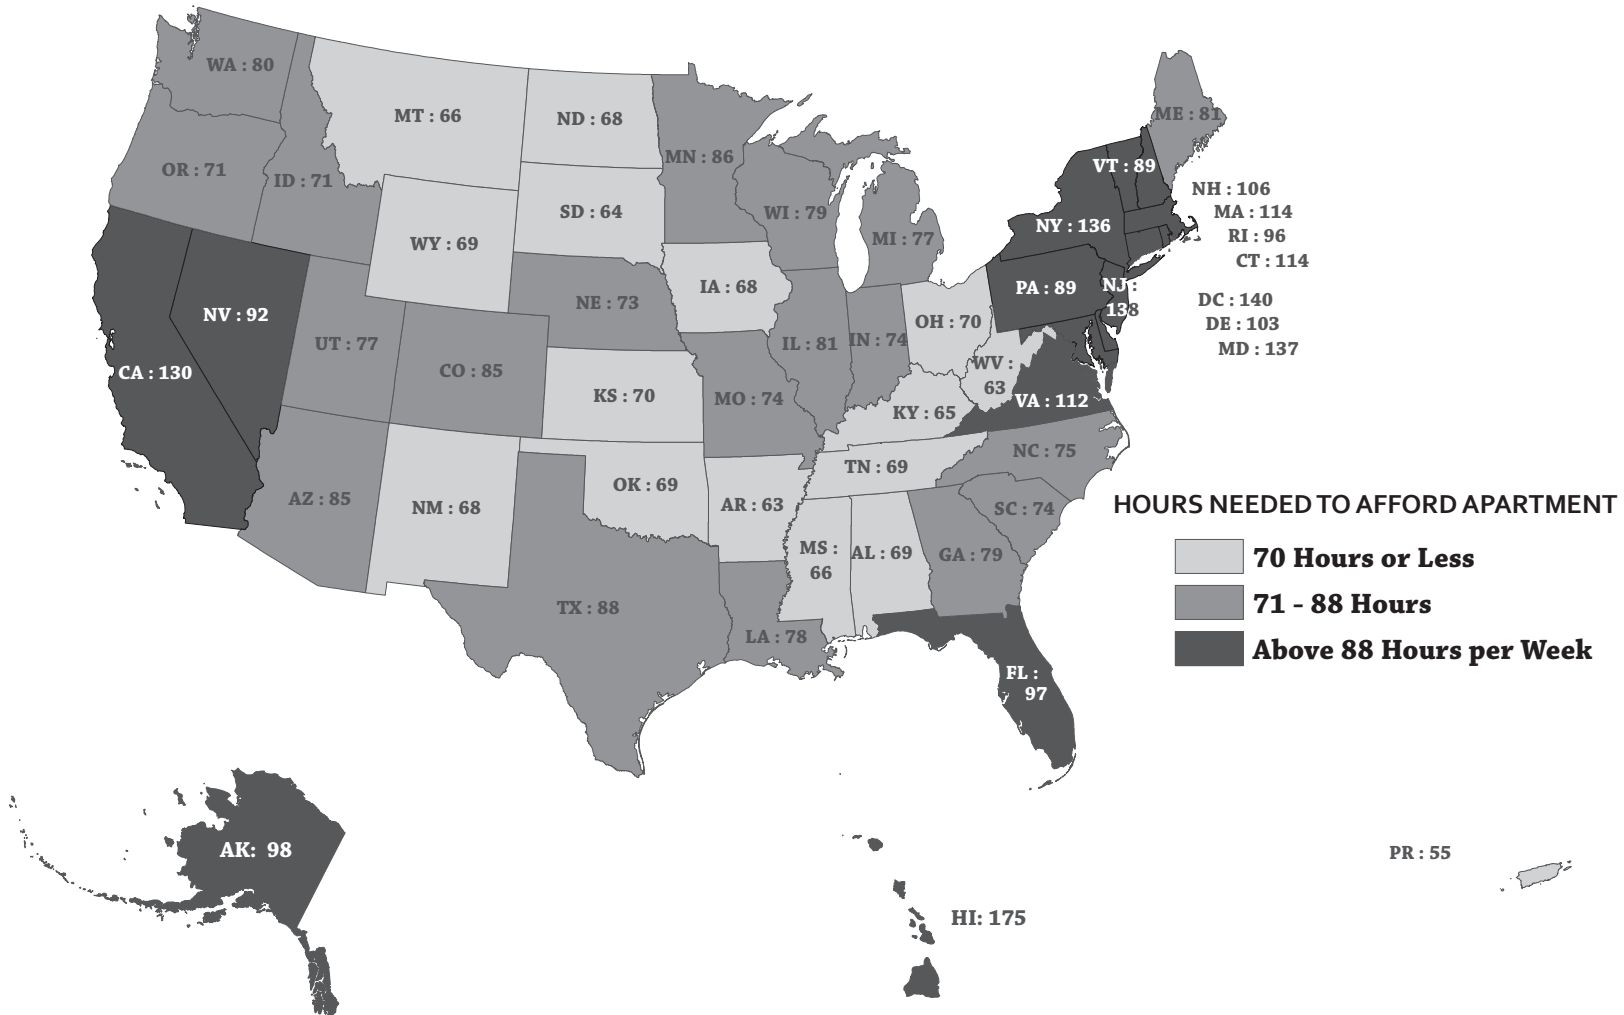 WA : 80
MT : 66
ND : 68
MN : 86
ME : 81
OR : 71
ID : 71
VT : 89
NH : 106
MA : 114
RI : 96
CT : 114
SD : 64
WI : 79
WY : 69
MI : 77
NY : 136
NV : 92
NE : 73
IA : 68
PA : 89
NJ :
138
DC : 140
DE : 103
MD : 137
UT : 77
CO : 85
IL : 81
IN : 74
OH : 70
WV :
63
CA : 130
KS : 70
MO : 74
KY : 65
VA : 112
AZ : 85
NM : 68
OK : 69
AR : 63
TN : 69
NC : 75
SC : 74
MS :
66
AL : 69
GA : 79
TX : 88
LA : 78
FL :
97
HOURS NEEDED TO AFFORD APARTMENT
70 Hours or Less
71 - 88 Hours
Above 88 Hours per Week
AK: 98
HI: 175
PR : 55